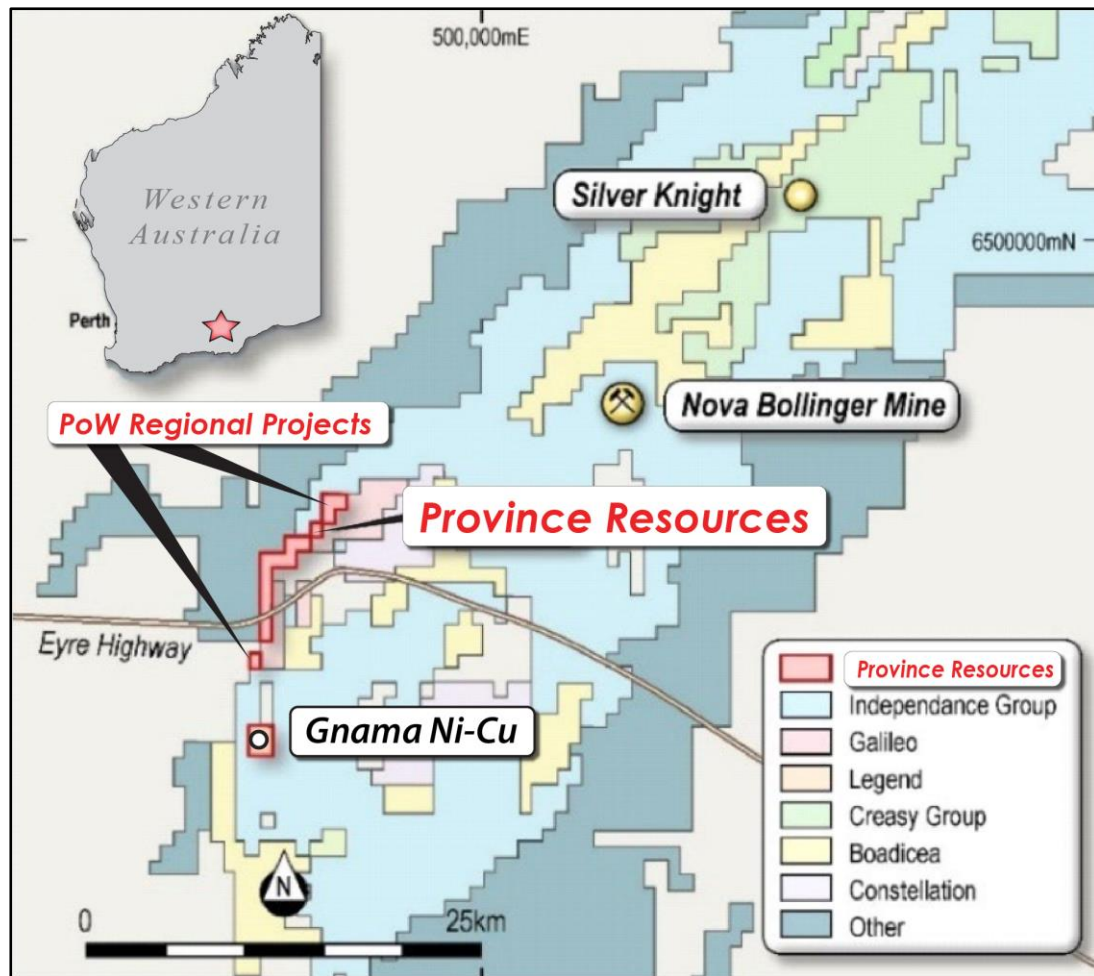 500,000mE
Western
Australia
Perth
Silver Knight
6500000mN
Nova Bollinger Mine
PoW Regional Projects
Province Resources
Eyre Highway
Gnama Ni-Cu
N
0
25km
Province Resources
Independance Group
Galileo
Legend
Creasy Group
Boadicea
Constellation
Other